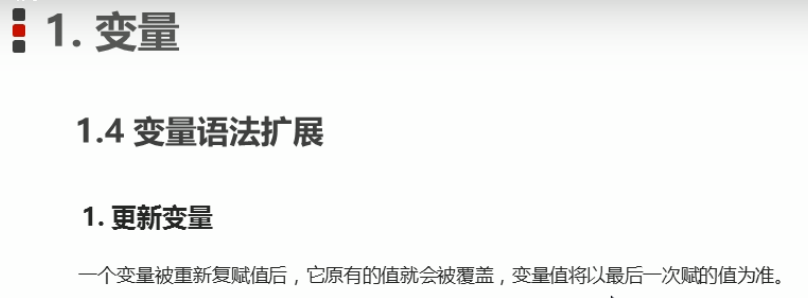 1. 变量
1.4 变量语法扩展
1. 更新变量
一个变量被重新复赋值后，它原有的值就会被覆盖，变量值将以最后一次赋的值为准。